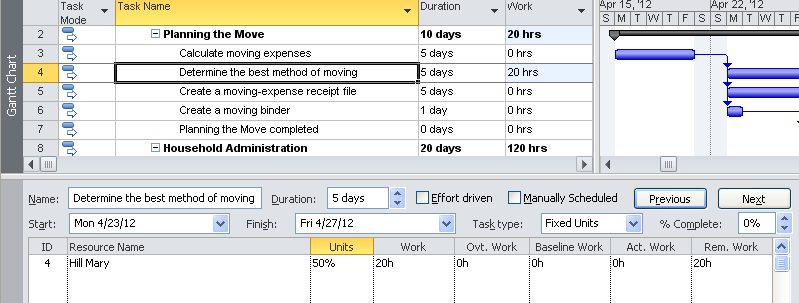 Task Mode Task Name Duration Work Apr 15, '12 Apr 22, '12
S M T W T F S S M T W T
2 Planning the Move 10 days 20 hrs
3 Calculate moving expenses 5 days 0 hrs
4 Determine the best method of moving 5 days 20 hrs
5 Create a moving-expense receipt file 5 days 0 hrs
6 Create a moving binder 1 day 0 hrs
7 Planning the Move completed 0 days 0 hrs
8 Household Administration 20 days 120 hrs
Gantt Chart
Name: Determine the best method of moving Duration: 5 days Effort driven Manually Scheduled Previous Next
Start: Mon 4/23/12 Finish: Fri 4/27/12 Task type: Fixed Units % Complete: 0%
ID Resource Name Units Work Ovt. Work Baseline Work Act. Work Rem. Work
4 Hill Mary 50% 20h 0h 0h 0h 20h